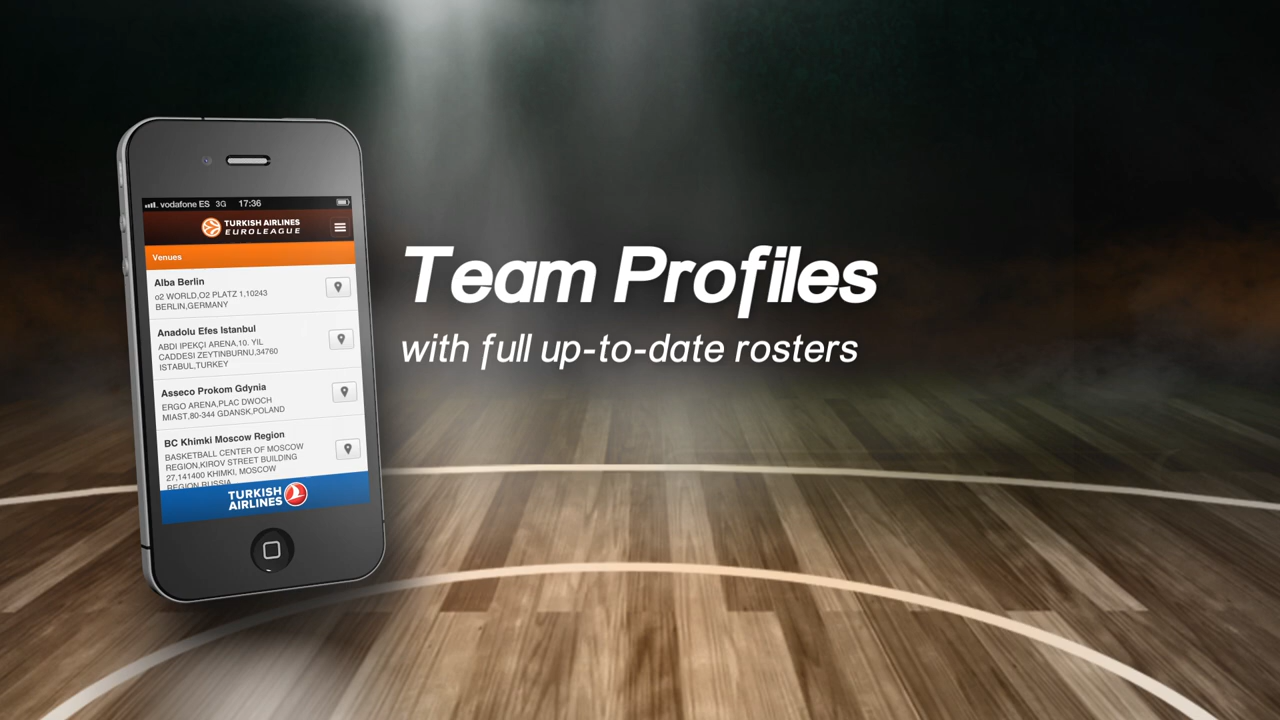 vodafone ES 3G 17:36
TURKISH AIRLINES
EUROLEAGUE
Venues
Alba Berlin
o2 WORLD,O2 PLATZ 1,10243
BERLIN,GERMANY
Anadolu Efes Istanbul
ABDI IPEKÇI ARENA,10. YIL
CADDESI ZEYTINBURNU,34760
ISTABUL,TURKEY
Asseco Prokom Gdynia
ERGO ARENA,PLAC DWOCH
MIAST,80-344 GDANSK,POLAND
BC Khimki Moscow Region
BASKETBALL CENTER OF MOSCOW
REGION,KIROV STREET BUILDING
27,141400 KHIMKI, MOSCOW
REGION,RUSSIA
TURKISH
AIRLINES
Team Profiles
with full up-to-date rosters